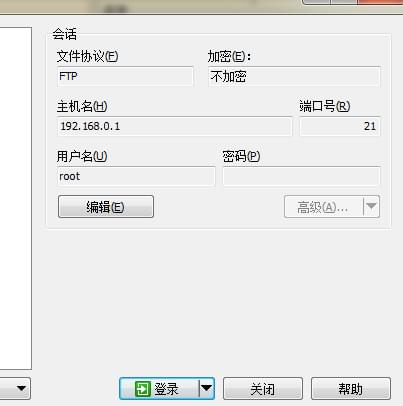 会话
文件协议(F) 加密(E):
FTP 不加密
主机名(H) 端口号(R)
192.168.0.1 21
用户名(U) 密码(P)
root
编辑(E) 高级(A)...
登录 关闭 帮助